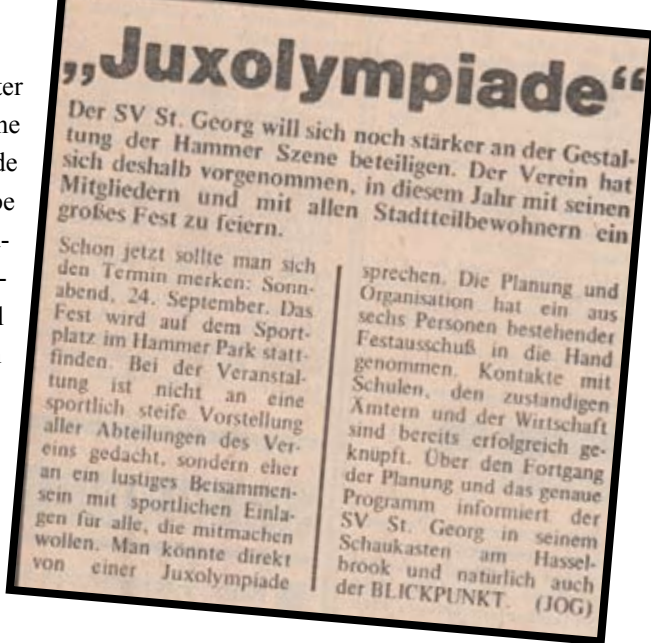 ter
ne
de
be
-
-
l
„Juxolympiade“
Der SV St. Georg will sich noch stärker an der Gestal-
tung der Hammer Szene beteiligen. Der Verein hat
sich deshalb vorgenommen, in diesem Jahr mit seinen
Mitgliedern und mit allen Stadtteilbewohnern ein
großes Fest zu feiern.
Schon jetzt sollte man sich
den Termin merken: Sonn-
abend, 24. September. Das
Fest wird auf dem Sport-
platz im Hammer Park statt-
finden. Bei der Veranstal-
tung ist nicht an eine
sportlich steife Vorstellung
aller Abteilungen des Ver-
eins gedacht, sondern eher
an ein lustiges Beisammen-
sein mit sportlichen Einla-
gen für alle, die mitmachen
wollen. Man könnte direkt
von einer Juxolympiade
sprechen. Die Planung und
Organisation hat ein aus
sechs Personen bestehender
Festausschuß in die Hand
genommen. Kontakte mit
Schulen, den zuständigen
Ämtern und der Wirtschaft
sind bereits erfolgreich ge-
knüpft. Über den Fortgang
der Planung und das genaue
Programm informiert der
SV St. Georg in seinem
Schaukasten am Hassel-
brook und natürlich auch
der BLICKPUNKT. (JOG)